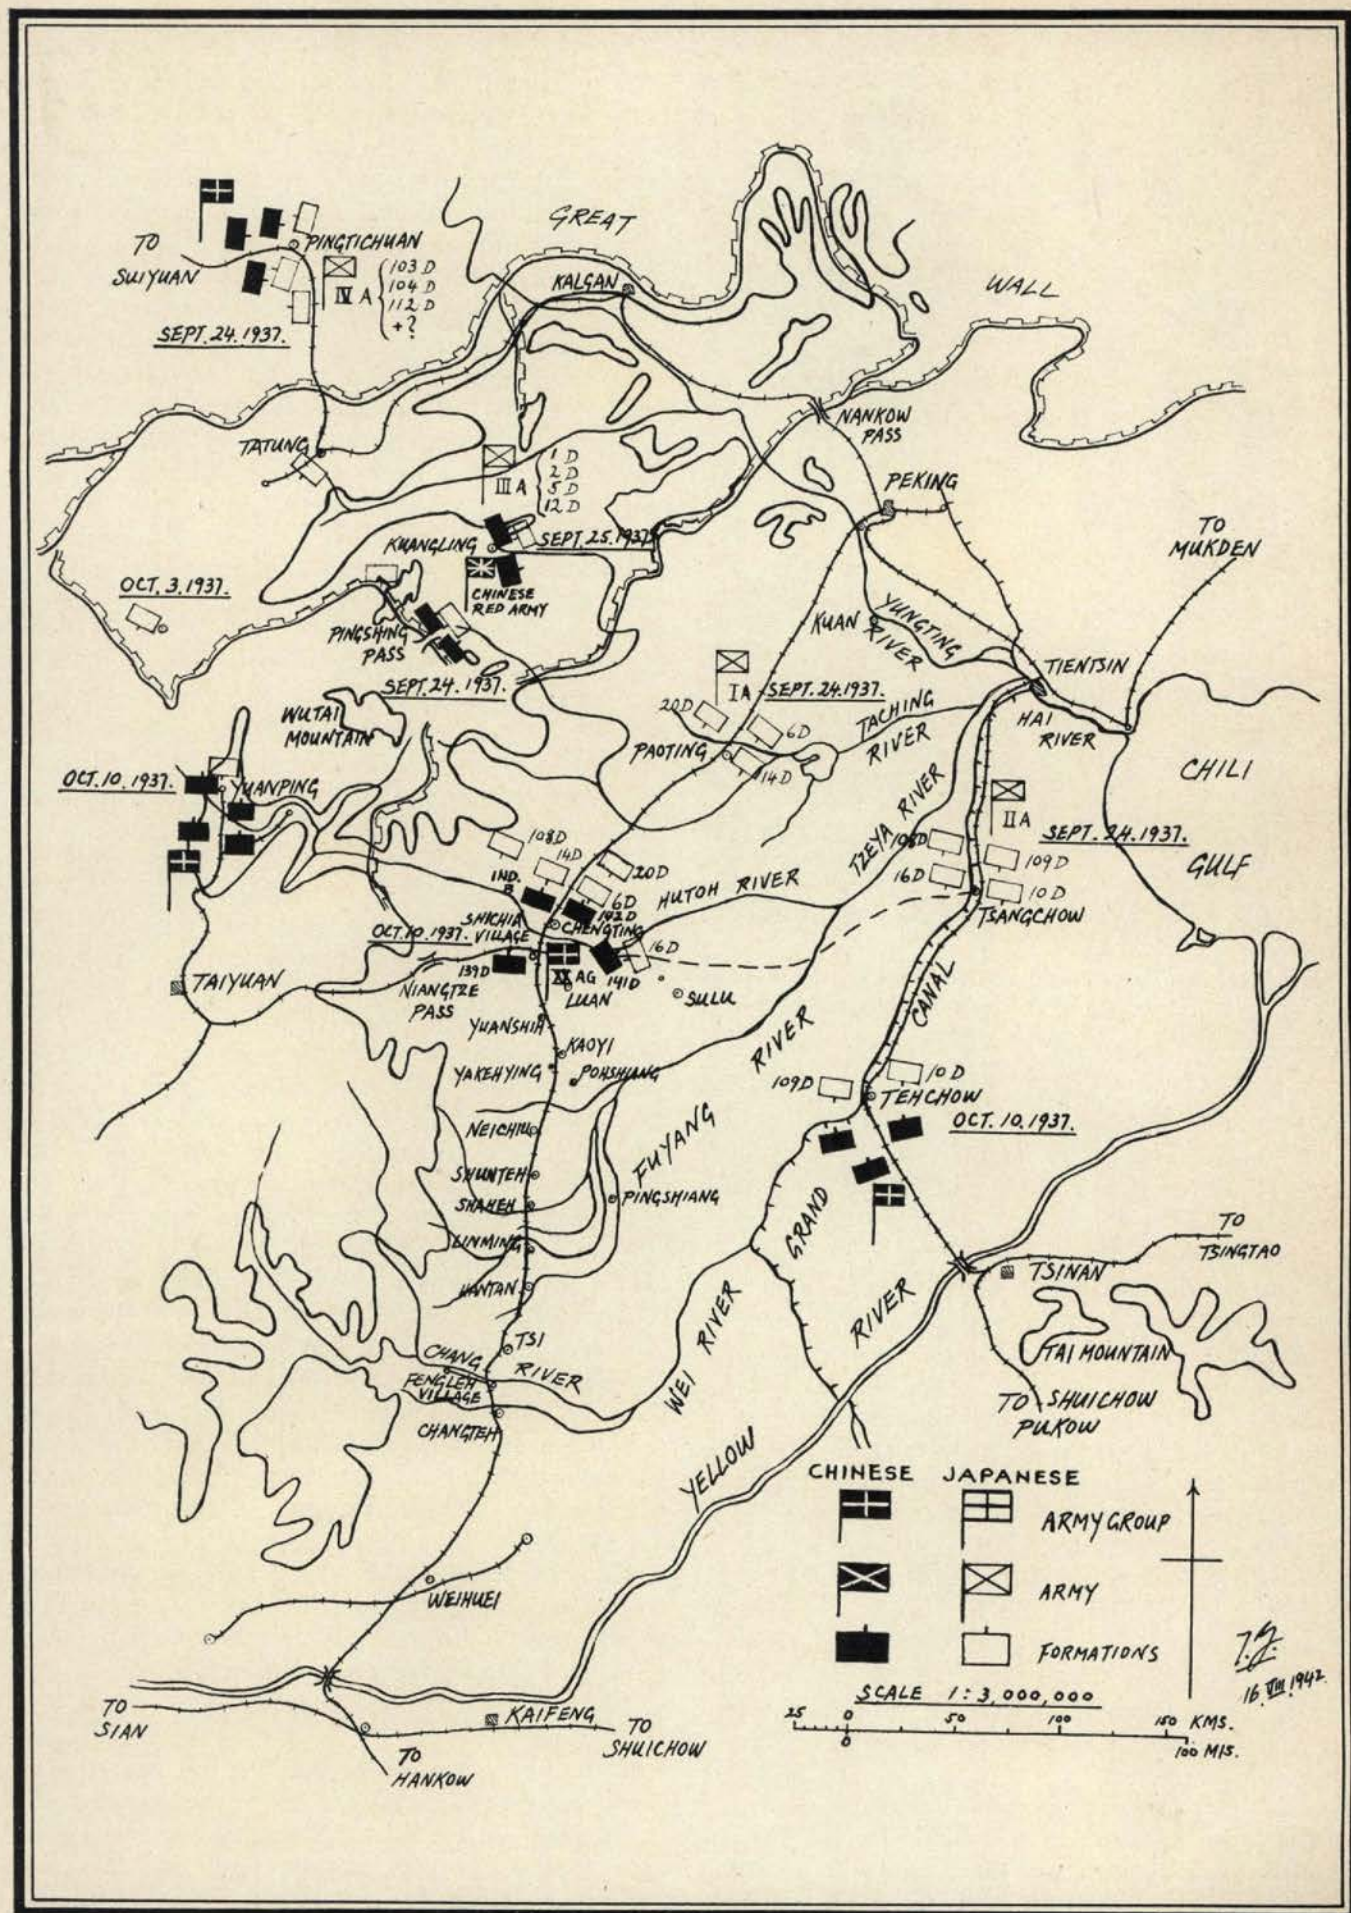 GREAT
WALL
TO
SUIYUAN
PINGTICHUAN
IV A
103 D
104 D
112 D
+ ?
SEPT. 24. 1937.
KALGAN
NANKOW
PASS
TATUNG
III A
1 D
2 D
5 D
12 D
PEKING
TO
MUKDEN
KUANGLING
SEPT. 25. 1937
CHINESE
RED ARMY
OCT. 3. 1937.
PINGSHING
PASS
SEPT. 24. 1937.
KUAN
RIVER
YUNGTING
TIENTSIN
HAI
RIVER
I A
SEPT. 24. 1937.
20D
6D
14D
PAOTING
TACHING
RIVER
CHILI
GULF
WUTAI
MOUNTAIN
OCT. 10. 1937.
YUANPING
II A
SEPT. 24. 1937.
108D
109D
16D
10 D
TSANGCHOW
TZEYA RIVER
108D
14D
20D
6D
IND.
B
142D
HUTOH RIVER
SHICHIA
VILLAGE
CHENGTING
OCT. 10. 1937.
16D
139D
XX AG
141D
LUAN
SULU
TAIYUAN
NIANGTZE
PASS
YUANSHIH
KAOYI
YAKEHYING
POHSHIANG
CANAL
RIVER
109D
10 D
TEHCHOW
OCT. 10. 1937.
NEICHIU
FUYANG
SHUNTEH
SHAHEH
PINGSHIANG
LINMING
HANTAN
GRAND
TO
TSINGTAO
TSINAN
TAI MOUNTAIN
TO SHUICHOW
PUKOW
TSI
CHANG
RIVER
FENGLEH
VILLAGE
CHANGTEH
WEI RIVER
YELLOW
RIVER
WEIHUEI
TO
SIAN
KAIFENG
TO
SHUICHOW
TO
HANKOW
CHINESE JAPANESE
ARMY GROUP
ARMY
FORMATIONS
SCALE 1 : 3,000,000
25 0 50 100 150 KMS.
0 100 MIS.
16. VIII. 1942.